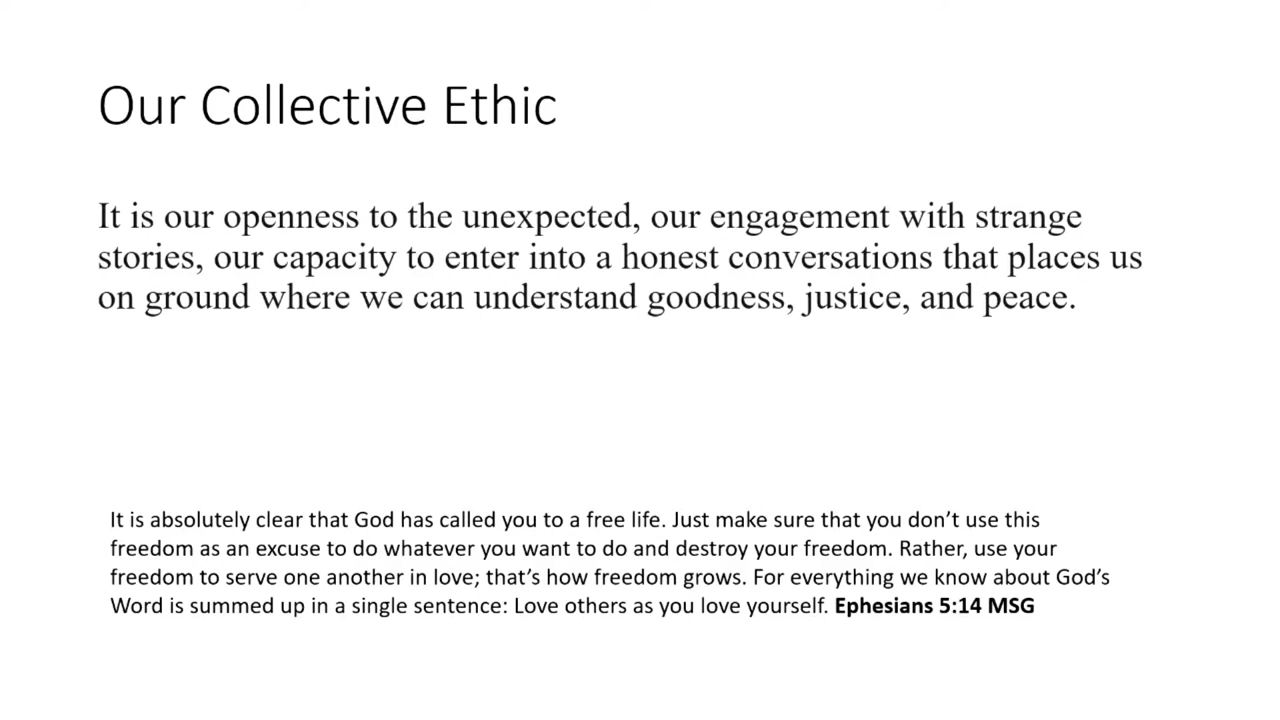 Our Collective Ethic
It is our openness to the unexpected, our engagement with strange
stories, our capacity to enter into a honest conversations that places us
on ground where we can understand goodness, justice, and peace.
It is absolutely clear that God has called you to a free life. Just make sure that you don’t use this
freedom as an excuse to do whatever you want to do and destroy your freedom. Rather, use your
freedom to serve one another in love; that’s how freedom grows. For everything we know about God’s
Word is summed up in a single sentence: Love others as you love yourself. Ephesians 5:14 MSG